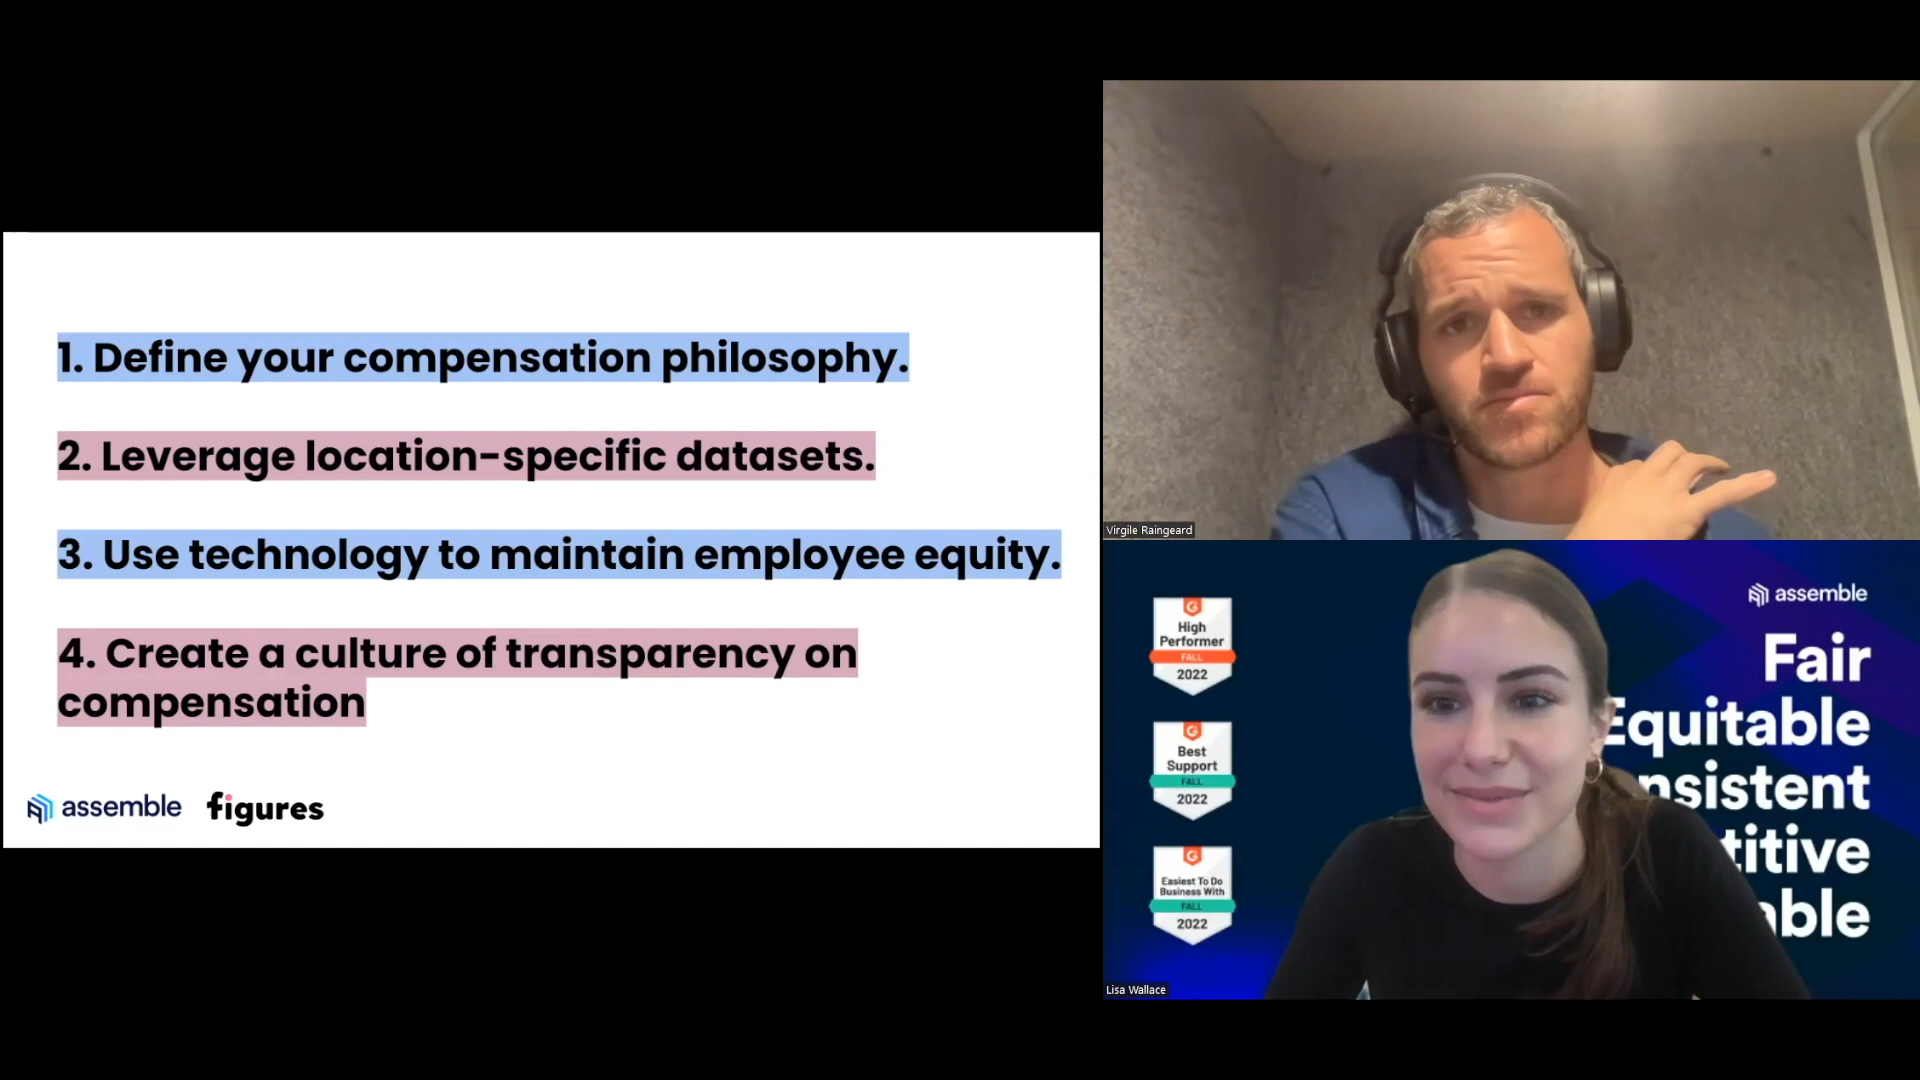 1. Define your compensation philosophy.
2. Leverage location-specific datasets.
3. Use technology to maintain employee equity.
4. Create a culture of transparency on
compensation
assemble figures
Virgile Raingeard
High
Performer
FALL
2022
Best
Support
FALL
2022
Easiest To Do
Business With
FALL
2022
assemble
Fair
Equitable
nsistent
titive
able
Lisa Wallace